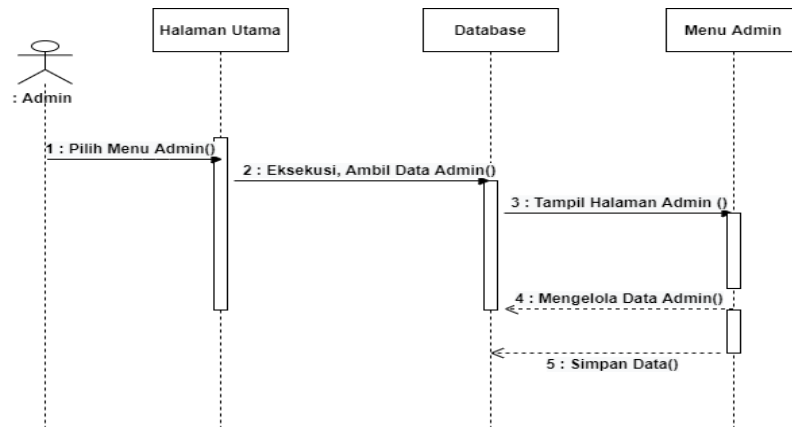 Halaman Utama
Database
Menu Admin
: Admin
1 : Pilih Menu Admin()
2 : Eksekusi, Ambil Data Admin()
3 : Tampil Halaman Admin ()
4 : Mengelola Data Admin()
5 : Simpan Data()